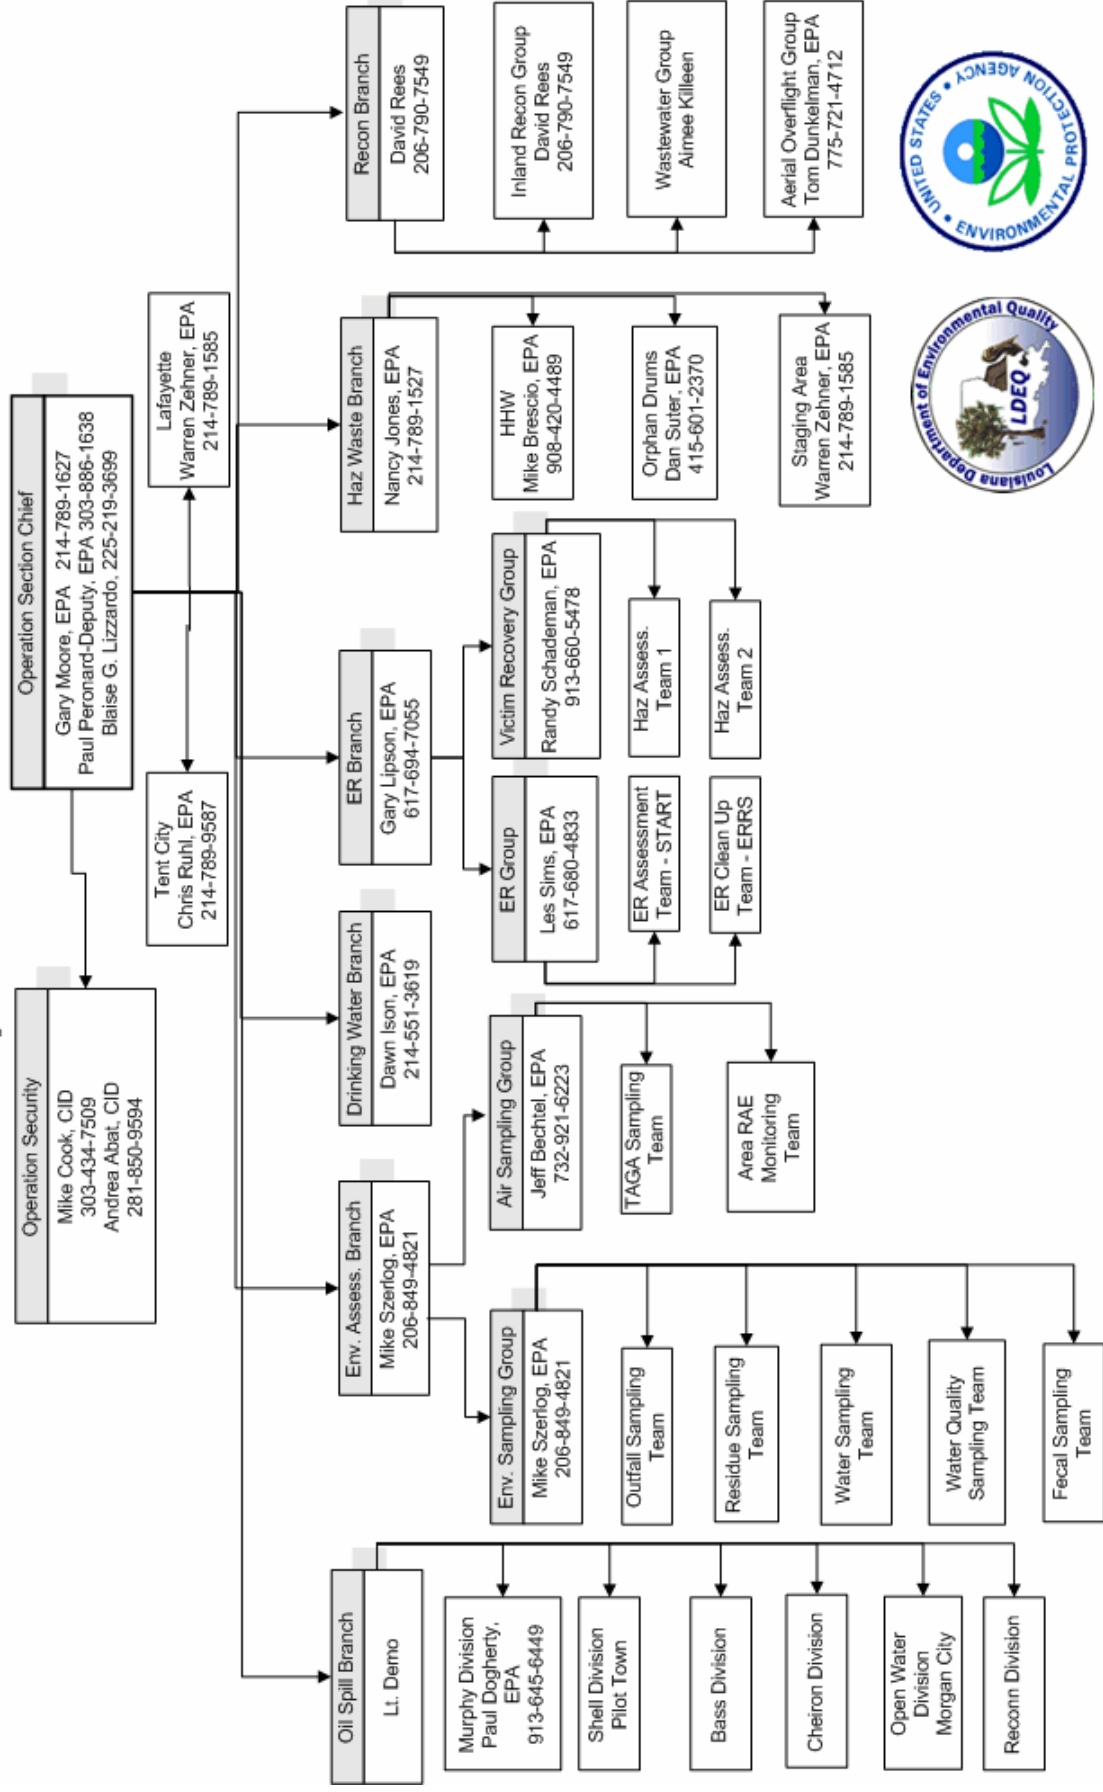 Operation Section Chief
Gary Moore, EPA 214-789-1627
Paul Peronard-Deputy, EPA 303-886-1638
Blaise G. Lizzardo, 225-219-3699
Operation Security
Mike Cook, CID
303-434-7509
Andrea Abat, CID
281-850-9594
Tent City
Chris Ruhl, EPA
214-789-9587
Lafayette
Warren Zehner, EPA
214-789-1585
Oil Spill Branch
Lt. Demo
Murphy Division
Paul Dogherty,
EPA
913-645-6449
Shell Division
Pilot Town
Bass Division
Cheiron Division
Open Water
Division
Morgan City
Reconn Division
Env. Assess. Branch
Mike Szerlog, EPA
206-849-4821
Env. Sampling Group
Mike Szerlog, EPA
206-849-4821
Outfall Sampling
Team
Residue Sampling
Team
Water Sampling
Team
Water Quality
Sampling Team
Fecal Sampling
Team
Air Sampling Group
Jeff Bechtel, EPA
732-921-6223
TAGA Sampling
Team
Area RAE
Monitoring
Team
Drinking Water Branch
Dawn Ison, EPA
214-551-3619
ER Branch
Gary Lipson, EPA
617-694-7055
ER Group
Les Sims, EPA
617-680-4833
ER Assessment
Team - START
ER Clean Up
Team - ERRS
Victim Recovery Group
Randy Schademan, EPA
913-660-5478
Haz Assess.
Team 1
Haz Assess.
Team 2
Haz Waste Branch
Nancy Jones, EPA
214-789-1527
HHW
Mike Brescio, EPA
908-420-4489
Orphan Drums
Dan Suter, EPA
415-601-2370
Staging Area
Warren Zehner, EPA
214-789-1585
Recon Branch
David Rees
206-790-7549
Inland Recon Group
David Rees
206-790-7549
Wastewater Group
Aimee Killeen
Aerial Overflight Group
Tom Dunkelman, EPA
775-721-4712
Louisiana Department of Environmental Quality
LDEQ
UNITED STATES • ENVIRONMENTAL PROTECTION AGENCY •